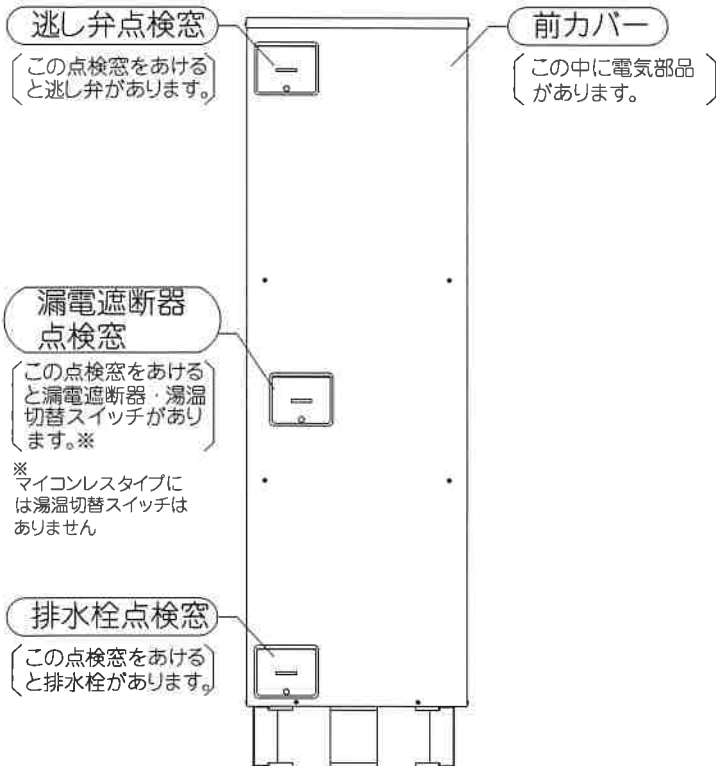 逃し弁点検窓
この点検窓をあける
と逃し弁があります。
前カバー
この中に電気部品
があります。
漏電遮断器
点検窓
この点検窓をあける
と漏電遮断器・湯温
切替スイッチがあり
ます。※
※
マイコンレスタイプに
は湯温切替スイッチは
ありません
排水栓点検窓
この点検窓をあける
と排水栓があります。